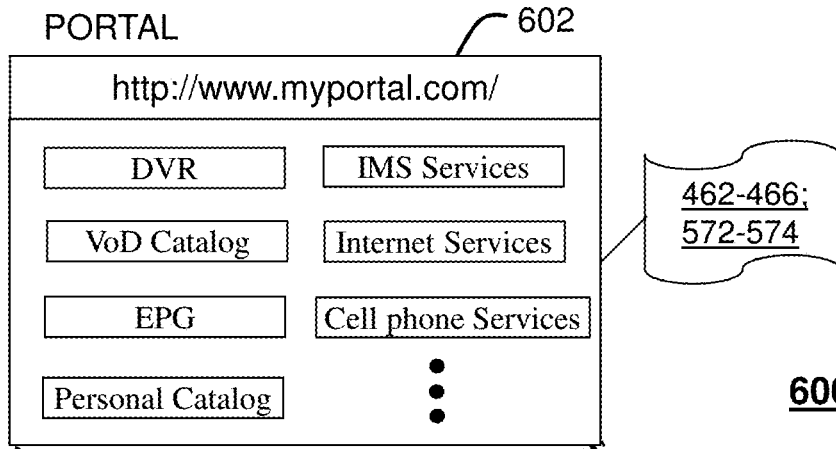 PORTAL
602
http://www.myportal.com/
DVR
IMS Services
VoD Catalog
Internet Services
EPG
Cell phone Services
Personal Catalog
462-466;
572-574